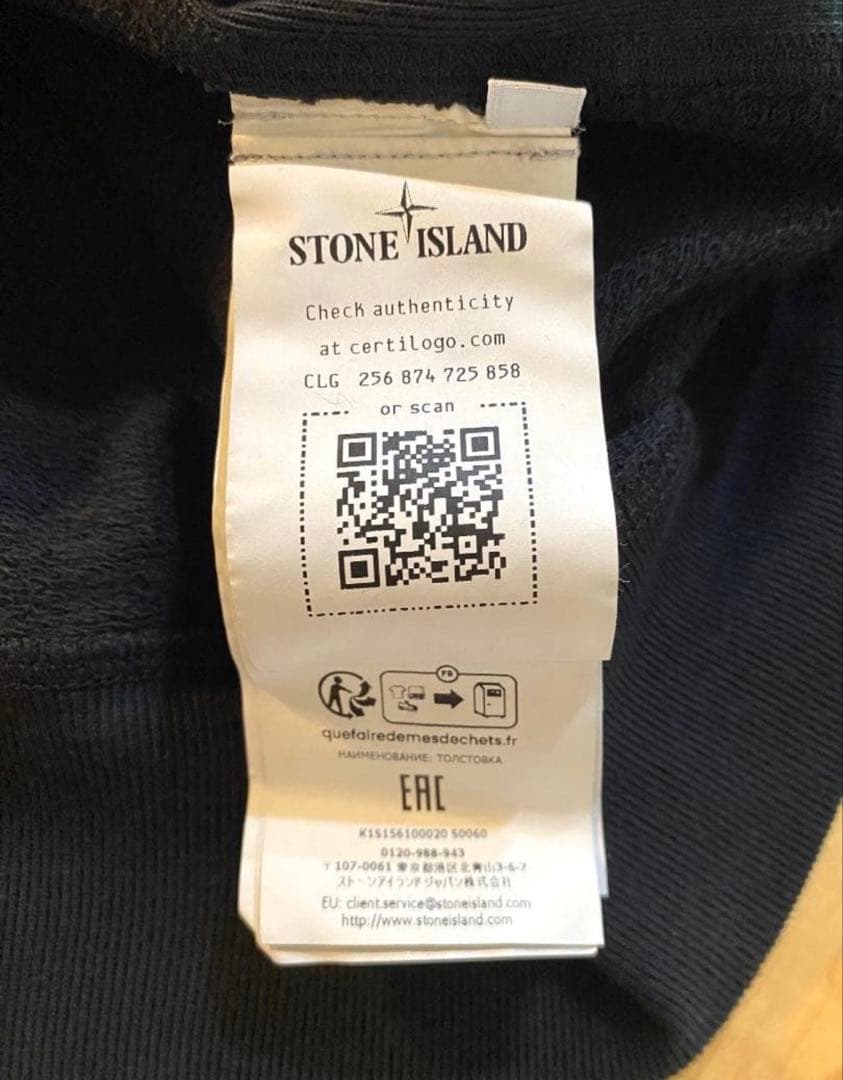 STONE ISLAND
Check authenticity
at certilogo.com
CLG 256 874 725 858
or scan
FR
quefairedemesdechets.fr
НАИМЕНОВАНИЕ: ТОЛСТОВКА
EAC
K1S156100020 S0060
0120-988-943
〒107-0061 東京都港区北青山3-6-7
ストーンアイランドジャパン株式会社
EU: client.service@stoneisland.com
http://www.stoneisland.com